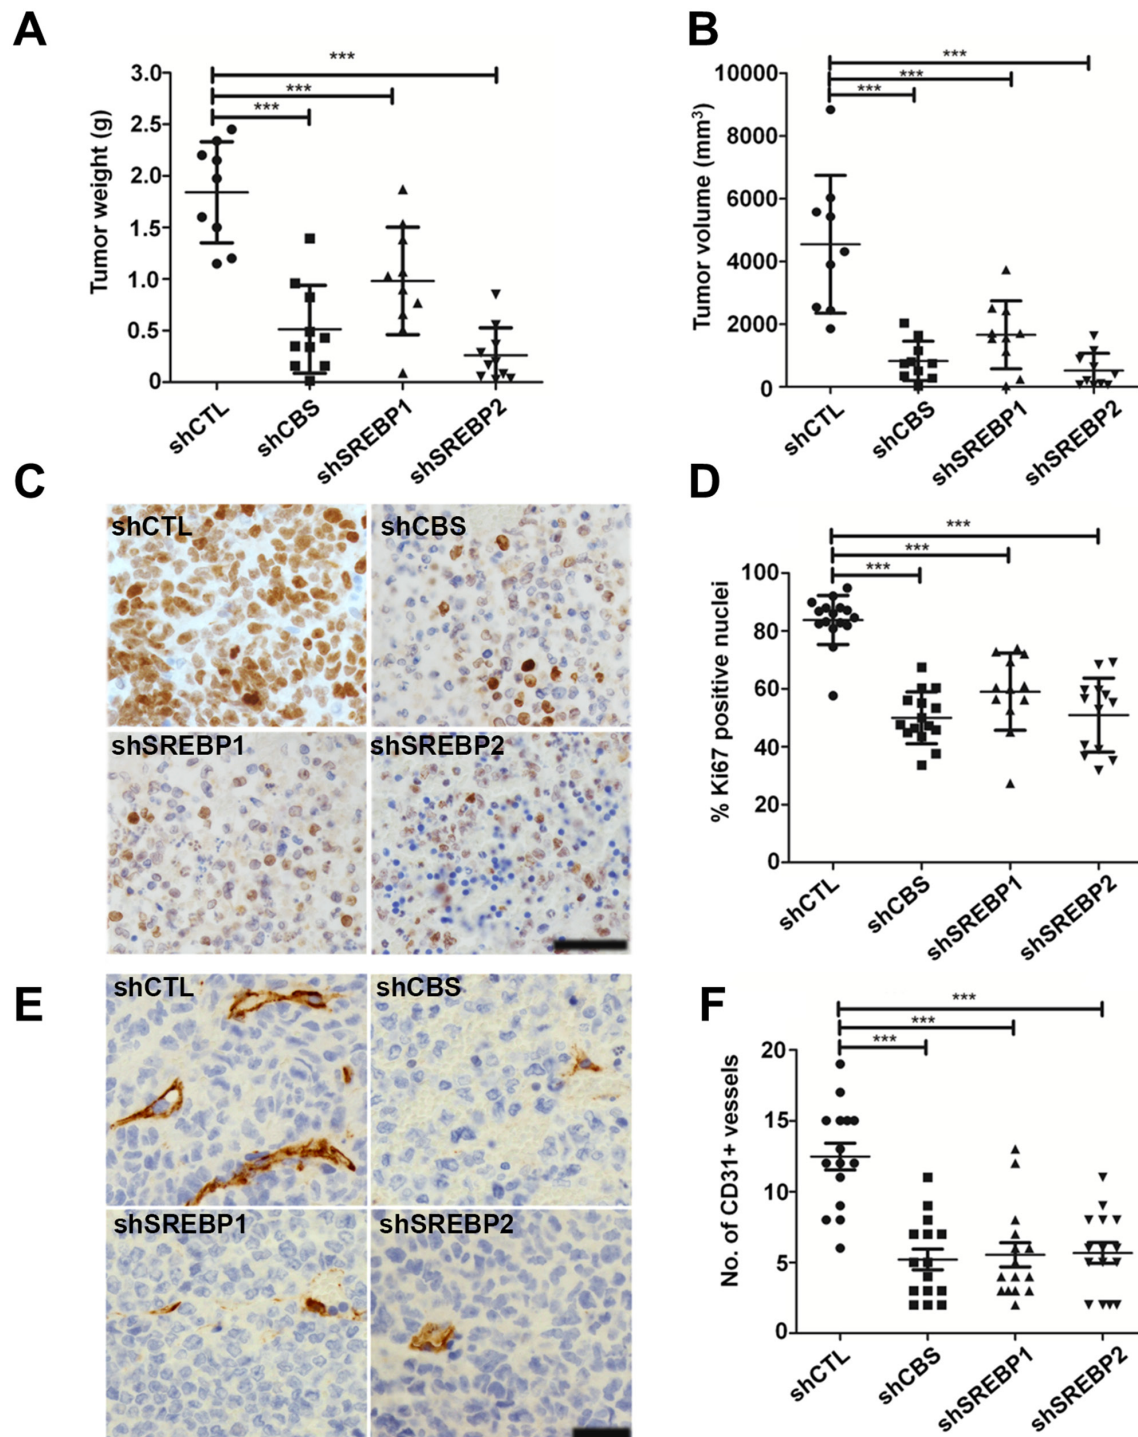 A
Tumor weight (g)
3.0
2.5
2.0
1.5
1.0
0.5
0
***
***
***
shCTL
shCBS
shSREBP1
shSREBP2
B
Tumor volume (mm³)
10000
8000
6000
4000
2000
0
***
***
***
shCTL
shCBS
shSREBP1
shSREBP2
C
shCTL
shCBS
shSREBP1
shSREBP2
D
% Ki67 positive nuclei
100
80
60
40
20
0
***
***
***
shCTL
shCBS
shSREBP1
shSREBP2
E
shCTL
shCBS
shSREBP1
shSREBP2
F
No. of CD31+ vessels
20
15
10
5
0
***
***
***
shCTL
shCBS
shSREBP1
shSREBP2